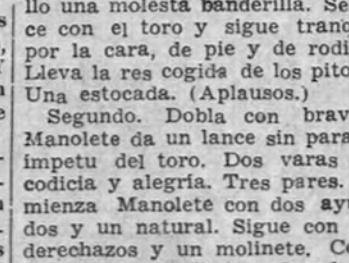 llo una molesta banderilla. Se
ce con el toro y sigue tranq
por la cara, de pie y de rodi
Lleva la res cogida de los pito
Una estocada. (Aplausos.)
Segundo. Dobla con brav
Manolete da un lance sin para
ímpetu del toro. Dos varas
codicia y alegría. Tres pares.
mienza Manolete con dos ayu
dos y un natural. Sigue con
derechazos y un molinete. Co